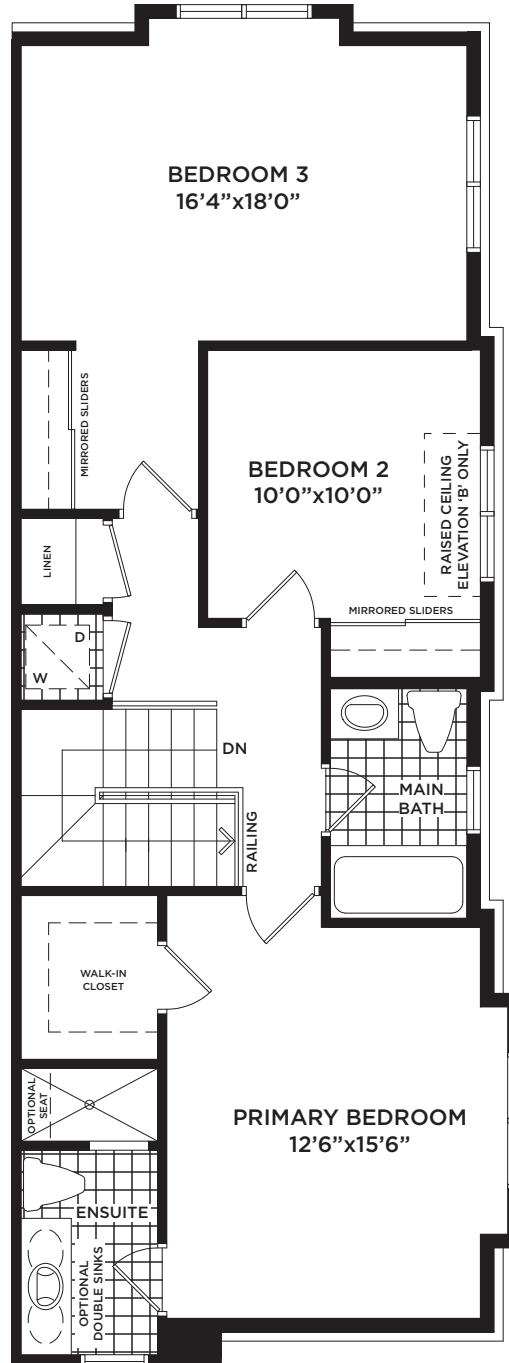 BEDROOM 3
16'4”x18'0”
MIRRORED SLIDERS
BEDROOM 2
10'0”x10'0”
RAISED CEILING
ELEVATION 'B' ONLY
LINEN
MIRRORED SLIDERS
D
W
DN
MAIN
BATH
RAILING
WALK-IN
CLOSET
OPTIONAL
SEAT
PRIMARY BEDROOM
12'6”x15'6”
ENSUITE
OPTIONAL
DOUBLE SINKS